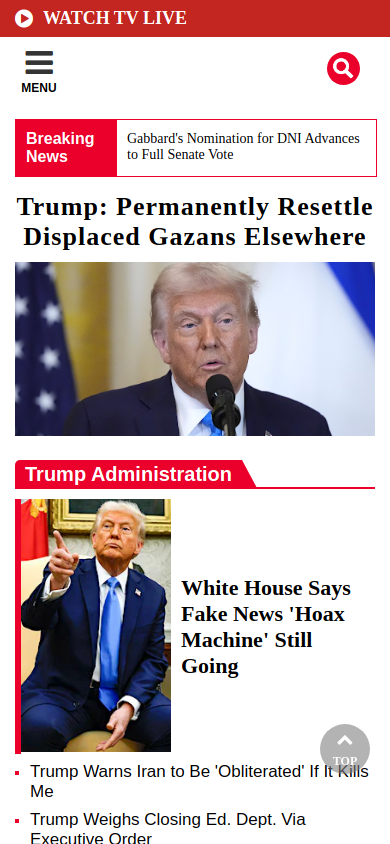 WATCH TV LIVE
MENU
Breaking
News
Gabbard's Nomination for DNI Advances
to Full Senate Vote
Trump: Permanently Resettle
Displaced Gazans Elsewhere
Trump Administration
White House Says
Fake News 'Hoax
Machine' Still
Going
TOP
Trump Warns Iran to Be 'Obliterated' If It Kills
Me
Trump Weighs Closing Ed. Dept. Via
Executive Order